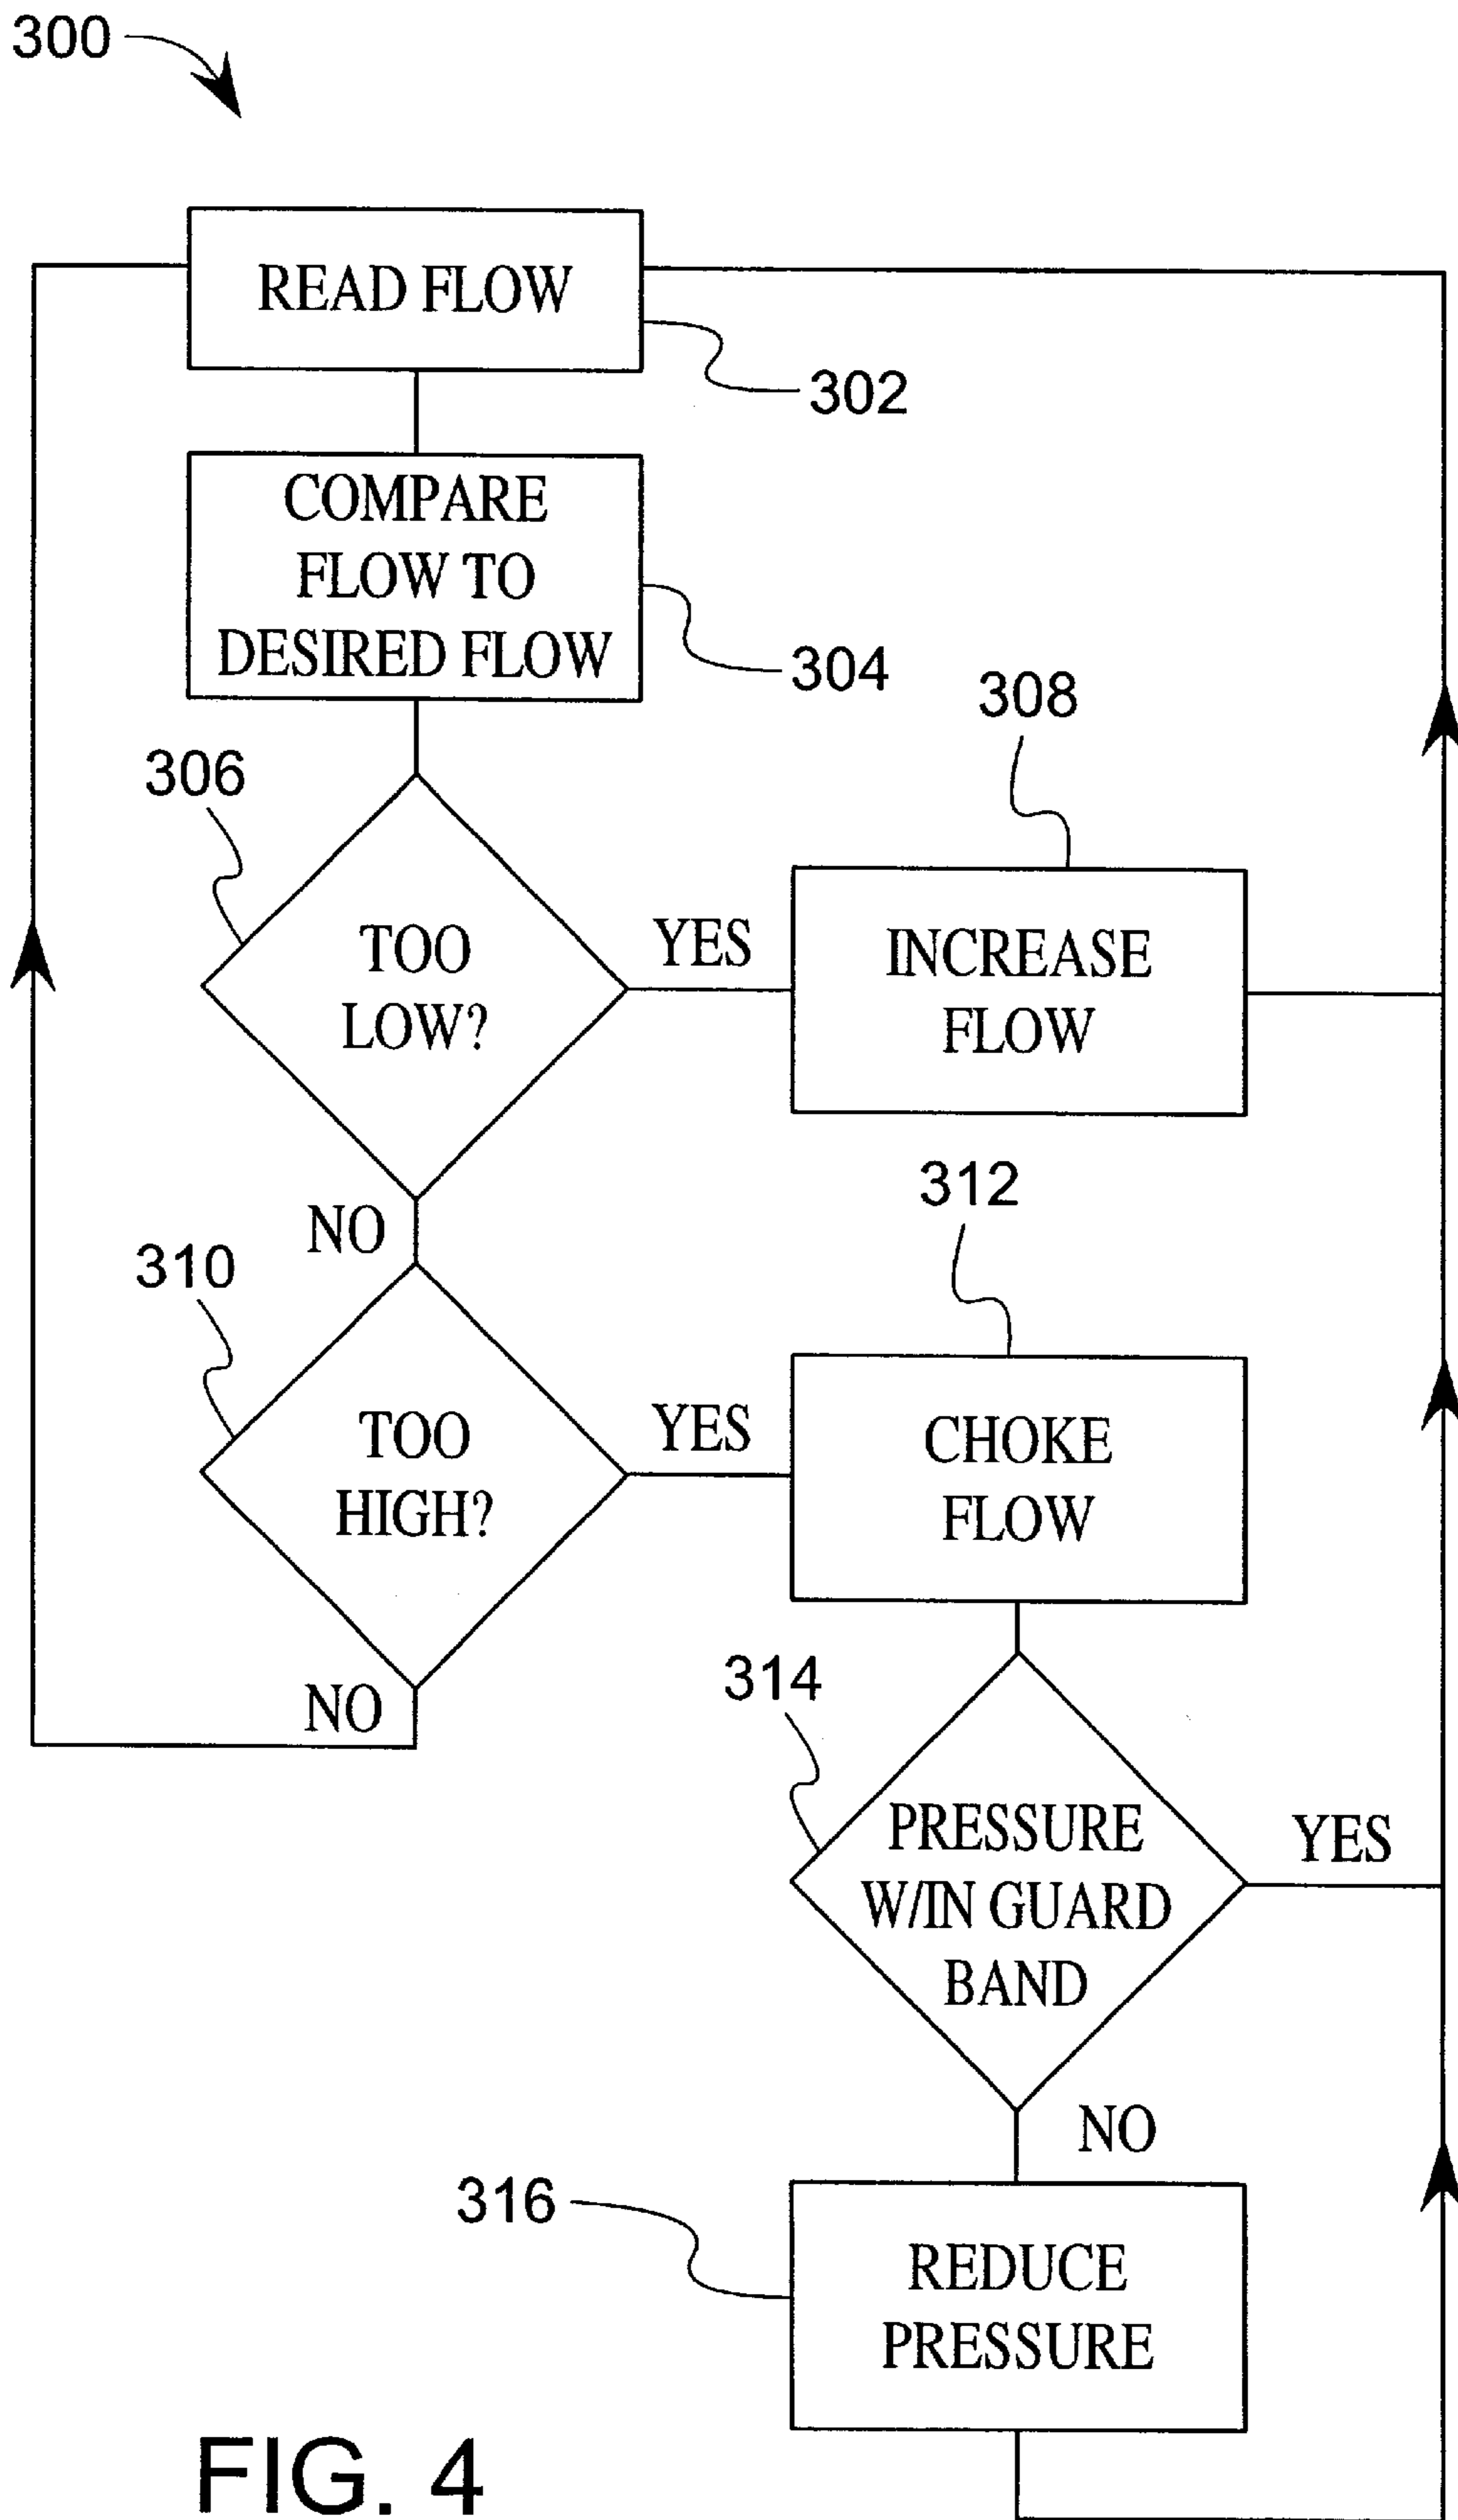 300
READ FLOW
302
COMPARE
FLOW TO
DESIRED FLOW
304
306
308
TOO
LOW?
YES
INCREASE
FLOW
NO
310
312
TOO
HIGH?
YES
CHOKE
FLOW
NO
314
PRESSURE
W/IN GUARD
BAND
YES
NO
316
REDUCE
PRESSURE
FIG. 4